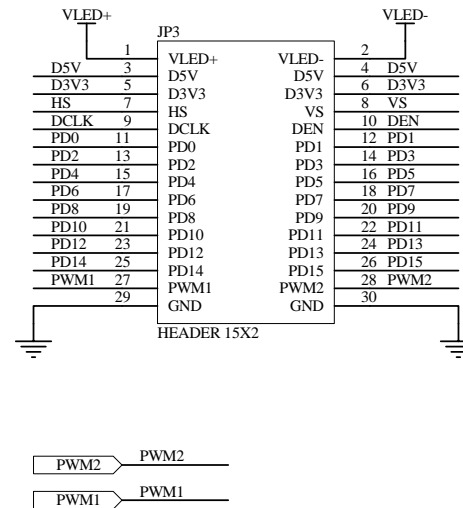 VLED+ VLED-
JP3
1 VLED+ VLED- 2
D5V 3 D5V D5V 4 D5V
D3V3 5 D3V3 D3V3 6 D3V3
HS 7 HS VS 8 VS
DCLK 9 DCLK DEN 10 DEN
PD0 11 PD0 PD1 12 PD1
PD2 13 PD2 PD3 14 PD3
PD4 15 PD4 PD5 16 PD5
PD6 17 PD6 PD7 18 PD7
PD8 19 PD8 PD9 20 PD9
PD10 21 PD10 PD11 22 PD11
PD12 23 PD12 PD13 24 PD13
PD14 25 PD14 PD15 26 PD15
PWM1 27 PWM1 PWM2 28 PWM2
29 GND GND 30
HEADER 15X2
PWM2 PWM2
PWM1 PWM1